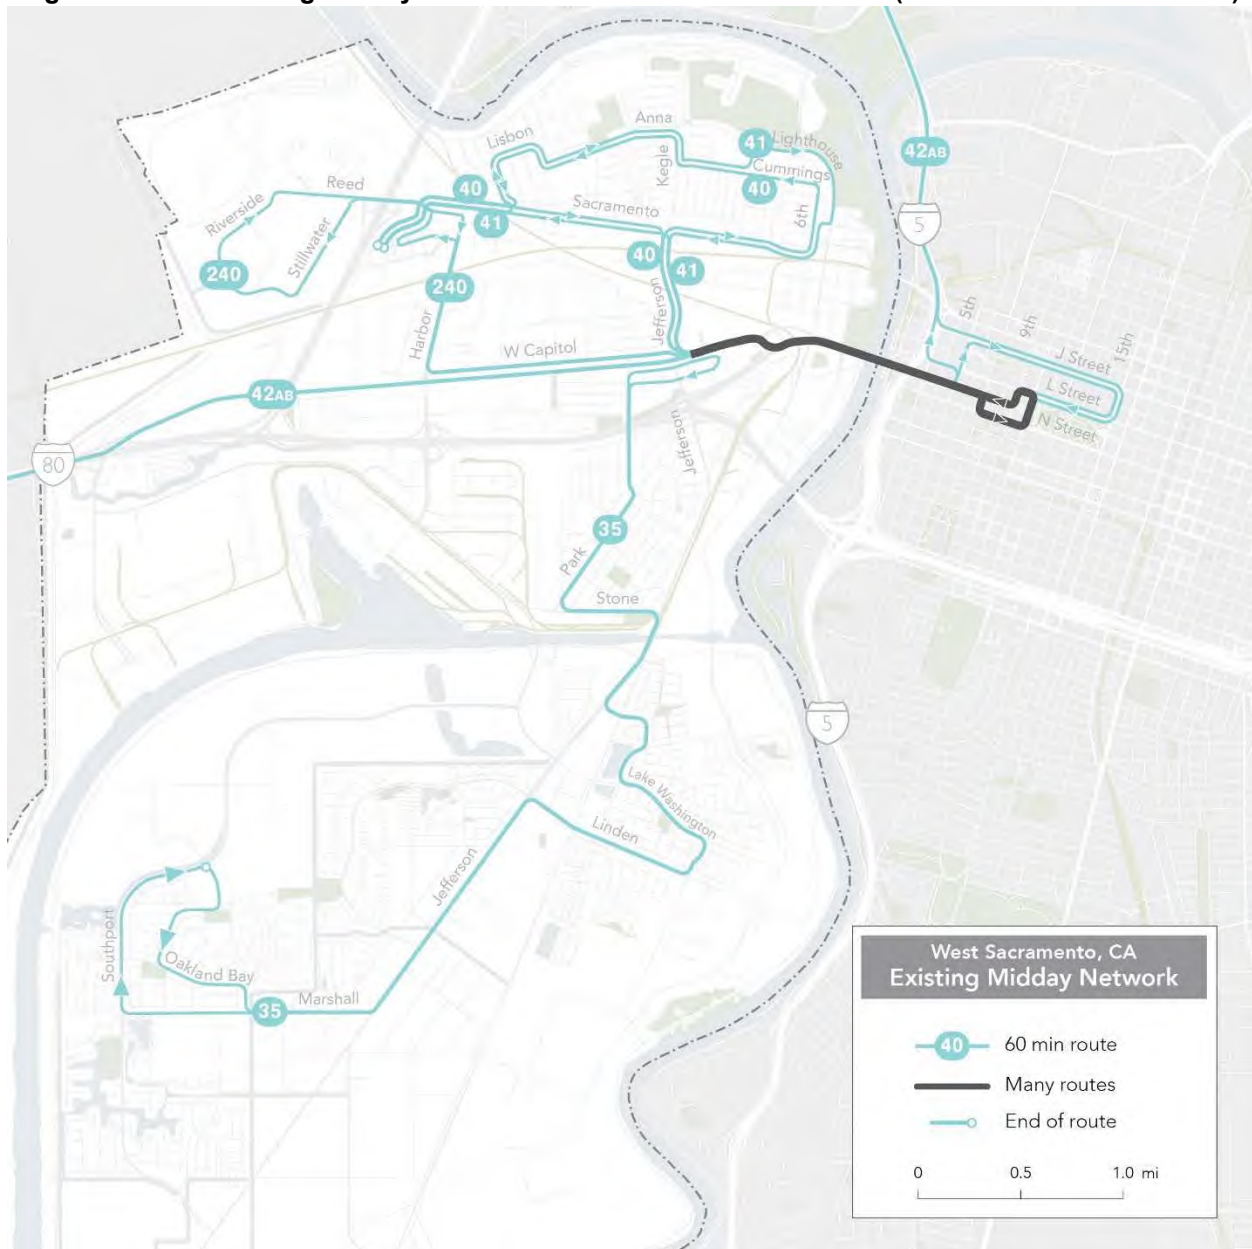 Anna
Lisbon
41
Lighthouse
42AB
Kegle
Cummings
Reed
40
40
Riverside
Sacramento
6th
5
41
Stillwater
40
41
240
240
5th
Jefferson
9th
15th
Harbor
W Capitol
J Street
42AB
L Street
N Street
Jefferson
80
35
Park
Stone
5
Lake Washington
Linden
Jefferson
Southport
Oakland Bay
35
Marshall
West Sacramento, CA
Existing Midday Network
40
60 min route
Many routes
End of route
0 0.5 1.0 mi